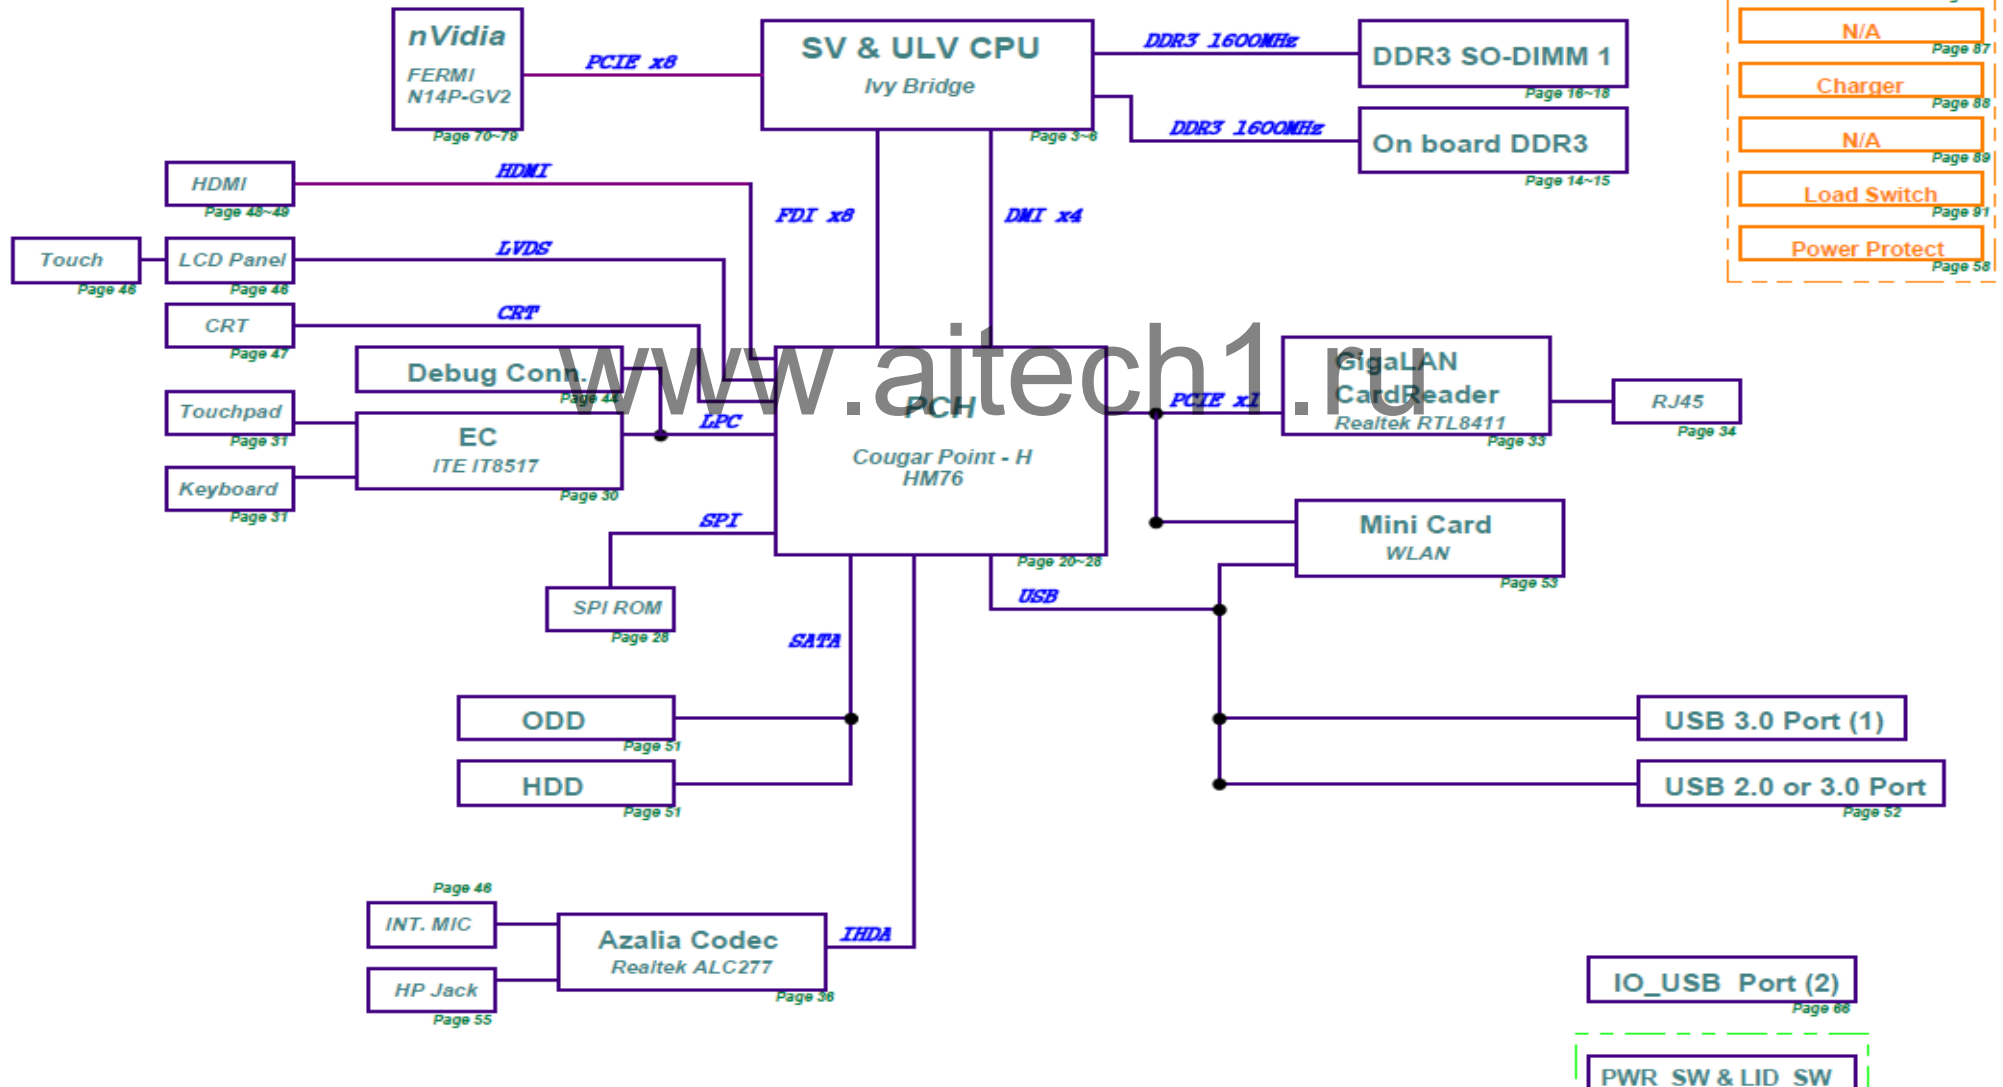 nVidia
FERMI
N14P-GV2
Page 70~79
PCIE x8
SV & ULV CPU
Ivy Bridge
Page 3~6
DDR3 1600MHz
DDR3 SO-DIMM 1
Page 16~18
DDR3 1600MHz
On board DDR3
Page 14~15
N/A
Page 87
Charger
Page 88
N/A
Page 89
Load Switch
Page 91
Power Protect
Page 58
HDMI
Page 48~49
HDMI
FDI x8
DMI x4
Touch
Page 46
LCD Panel
Page 46
LVDS
CRT
Page 47
CRT
Debug Conn.
Page 44
Touchpad
Page 31
EC
ITE IT8517
Page 30
LPC
Keyboard
Page 31
PCH
Cougar Point - H
HM76
Page 20~28
www.aitech1.ru
PCIE x1
GigaLAN
CardReader
Realtek RTL8411
Page 33
RJ45
Page 34
SPI
SPI ROM
Page 28
Mini Card
WLAN
Page 53
USB
SATA
ODD
Page 51
HDD
Page 51
USB 3.0 Port (1)
USB 2.0 or 3.0 Port
Page 52
Page 46
INT. MIC
HP Jack
Page 55
Azalia Codec
Realtek ALC277
Page 36
IHDA
IO_USB Port (2)
Page 66
PWR SW & LID SW